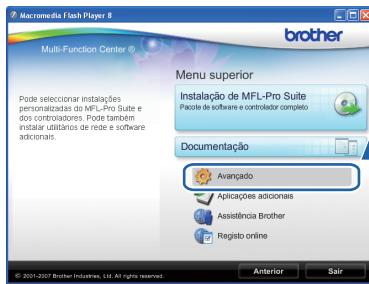 Macromedia Flash Player 8
brother
Multi-Function Center ®
Menu superior
Pode seleccionar instalações
personalizadas do MFL-Pro Suite e
dos controladores. Pode também
instalar utilitários de rede e software
adicionais.
Instalação de MFL-Pro Suite
Pacote de software e controlador completo
Documentação
Avançado
Aplicações adicionais
Assistência Brother
Registo online
© 2001-2007 Brother Industries, Ltd. All rights reserved.
Anterior
Sair